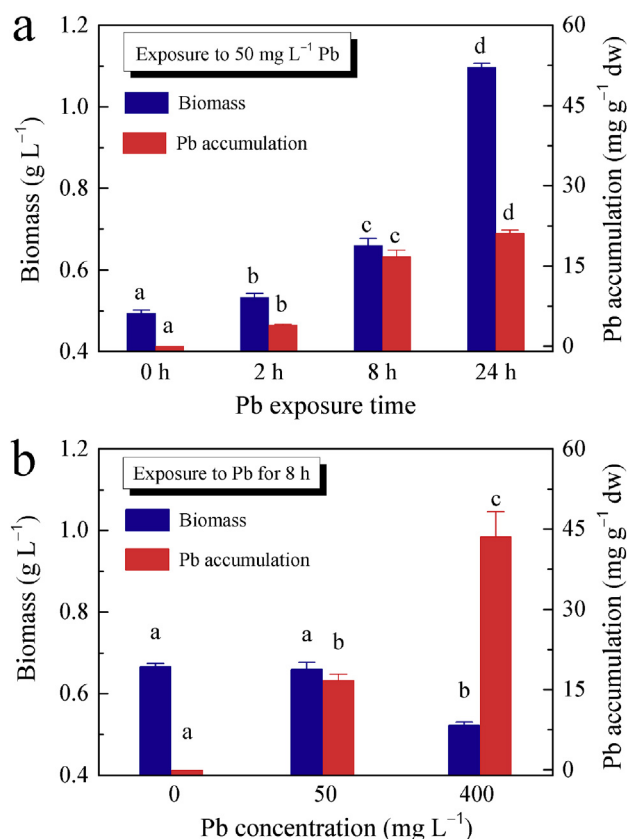 a
Exposure to 50 mg L⁻¹ Pb
Biomass
Pb accumulation
Biomass (g L⁻¹)
1.2
1.0
0.8
0.6
0.4
a
a
b
b
c
c
d
d
60
45
30
15
0
Pb accumulation (mg g⁻¹ dw)
0 h
2 h
8 h
24 h
Pb exposure time
b
Exposure to Pb for 8 h
Biomass
Pb accumulation
Biomass (g L⁻¹)
1.2
1.0
0.8
0.6
0.4
a
a
a
b
b
c
60
45
30
15
0
Pb accumulation (mg g⁻¹ dw)
0
50
400
Pb concentration (mg L⁻¹)